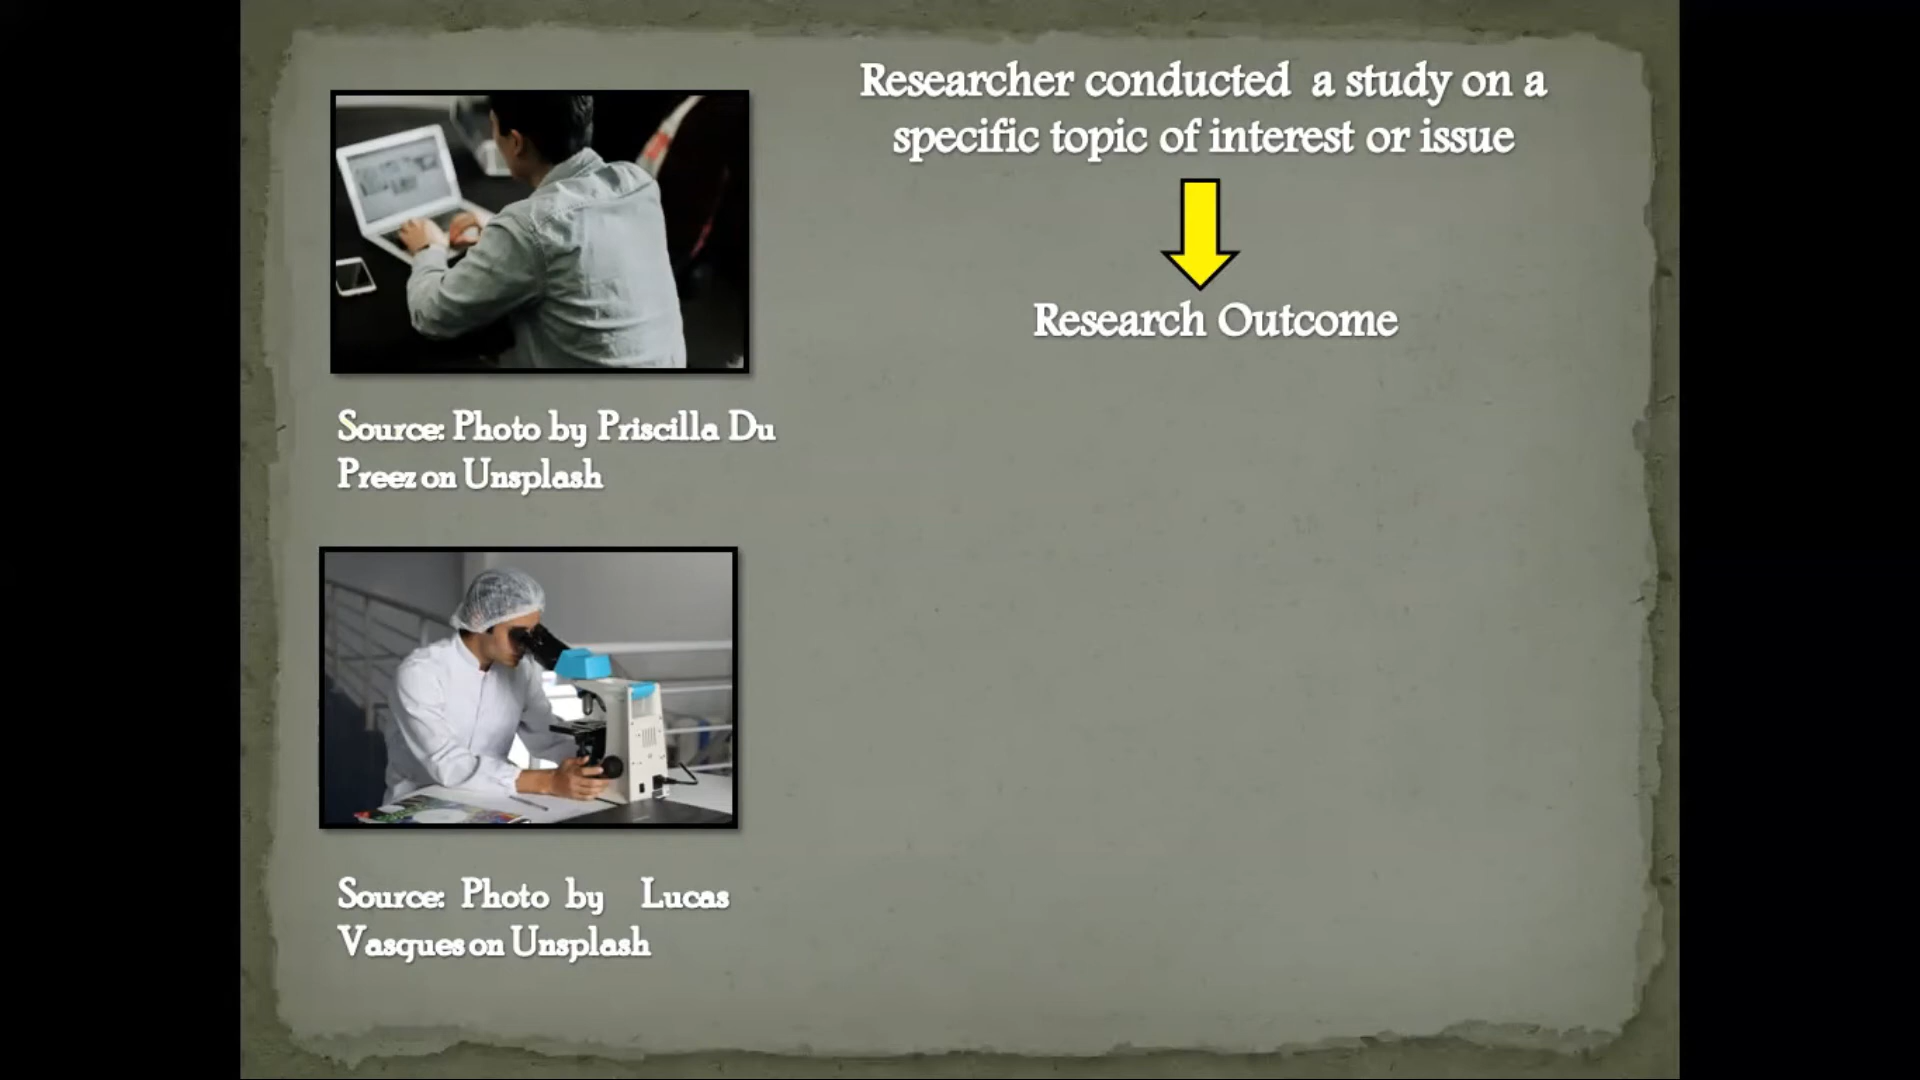 Researcher conducted a study on a
specific topic of interest or issue
Research Outcome
Source: Photo by Priscilla Du
Preez on Unsplash
Source: Photo by Lucas
Vasques on Unsplash